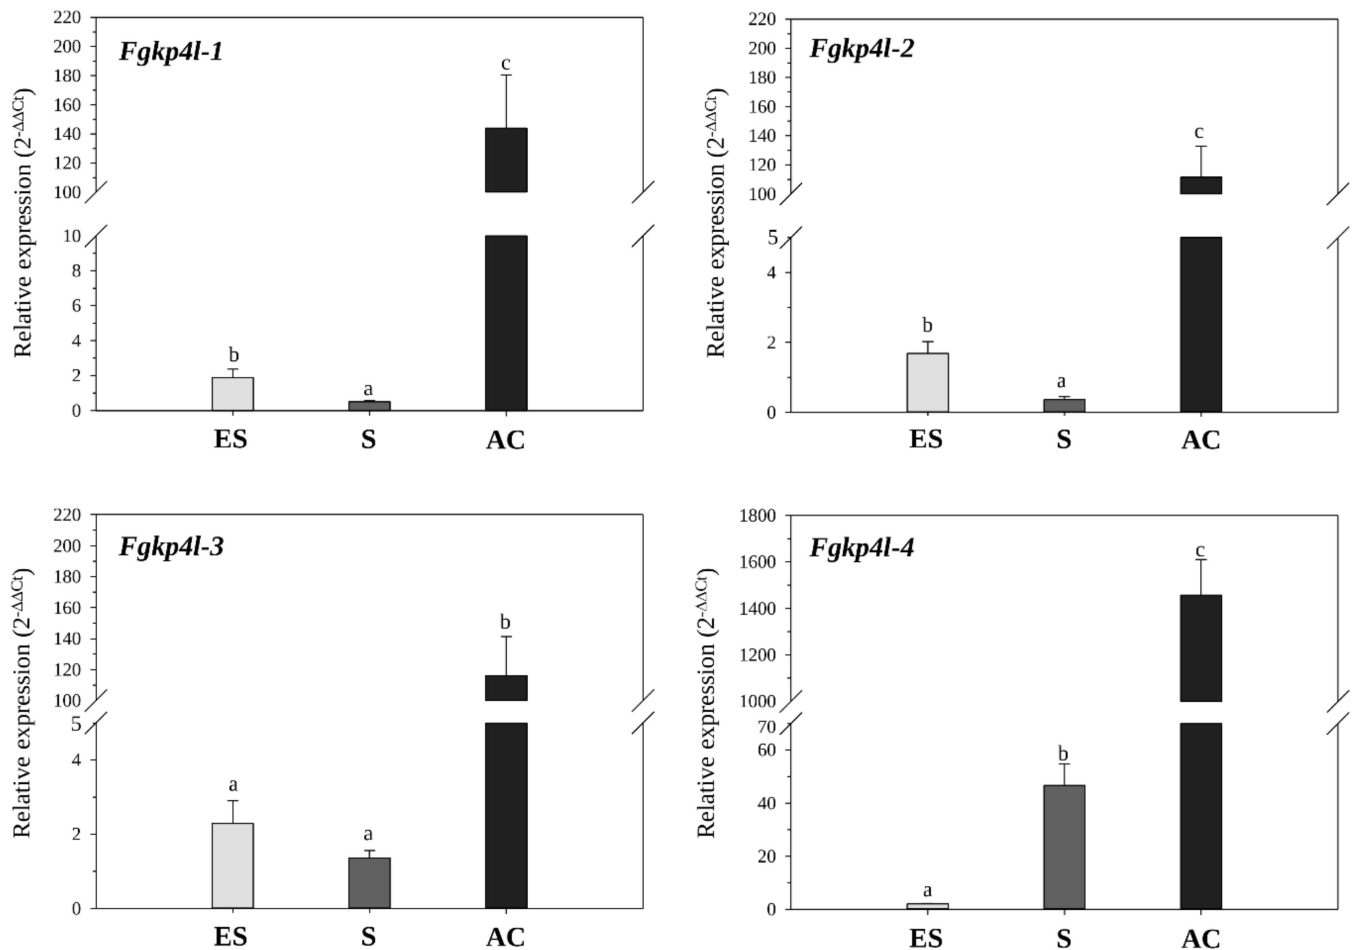 Fgkp4l-1
Relative expression (2-ΔΔCt)
220
200
180
160
140
120
100
10
8
6
4
2
0
b
a
c
ES S AC
Fgkp4l-2
Relative expression (2-ΔΔCt)
220
200
180
160
140
120
100
5
4
2
0
b
a
c
ES S AC
Fgkp4l-3
Relative expression (2-ΔΔCt)
220
200
180
160
140
120
100
5
4
2
0
a
a
b
ES S AC
Fgkp4l-4
Relative expression (2-ΔΔCt)
1800
1600
1400
1200
1000
70
60
40
20
0
a
b
c
ES S AC